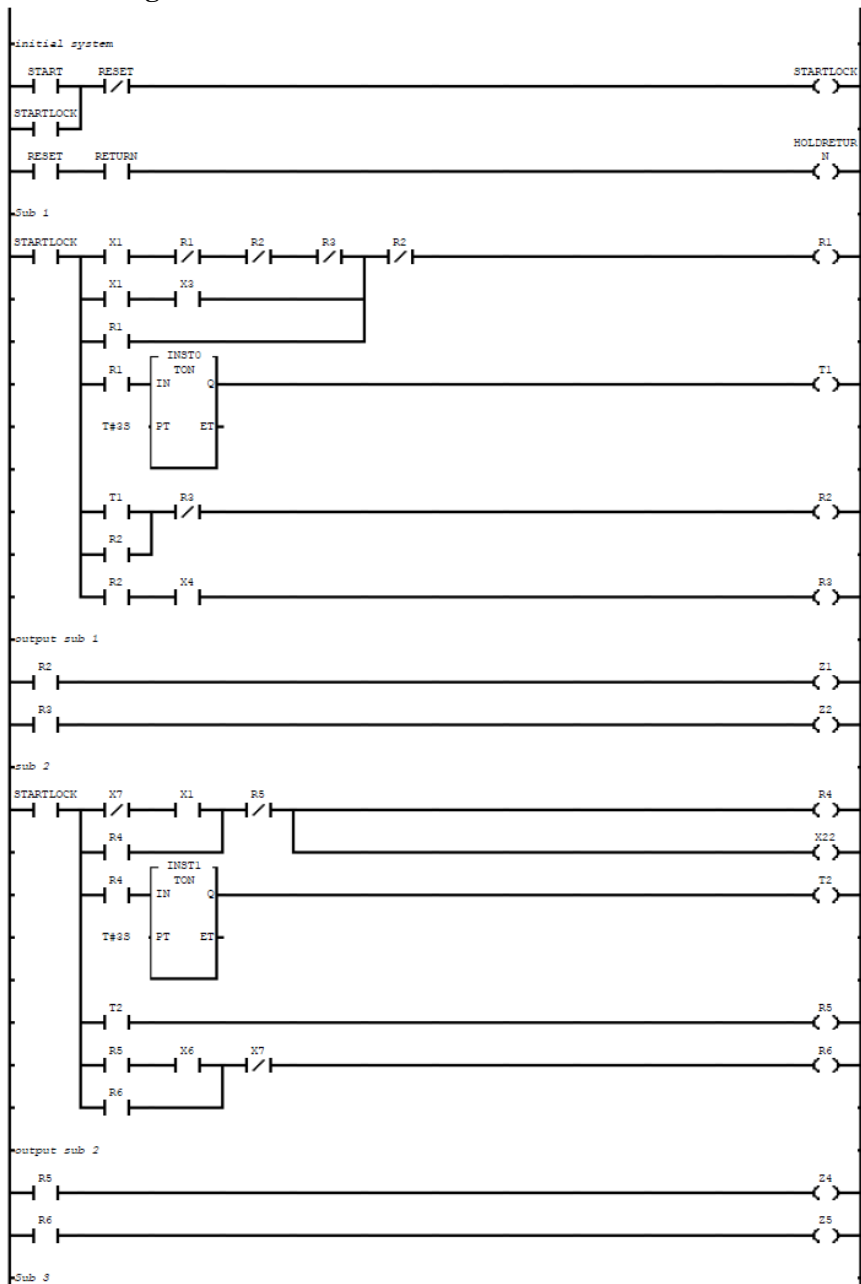 initial system
START RESET STARTLOCK
STARTLOCK
RESET RETURN HOLDRETUR
N
Sub 1
STARTLOCK X1 R1 R2 R3 R2 R1
X1 X3
R1
INST0
R1 TON T1
IN Q
T#3S PT ET
T1 R3 R2
R2
R2 X4 R3
output sub 1
R2 Z1
R3 Z2
sub 2
STARTLOCK X7 X1 R5 R4
R4 X22
INST1
R4 TON T2
IN Q
T#3S PT ET
T2 R5
R5 X6 X7 R6
R6
output sub 2
R5 Z4
R6 Z5
Sub 3